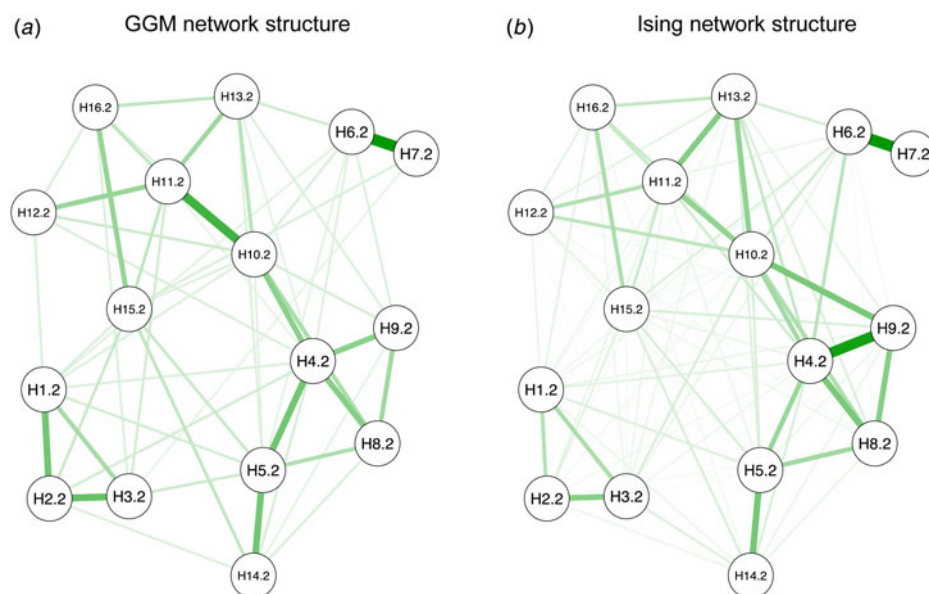 (a) GGM network structure
H16.2
H13.2
H6.2
H7.2
H11.2
H12.2
H10.2
H15.2
H9.2
H4.2
H1.2
H8.2
H5.2
H2.2
H3.2
H14.2
(b) Ising network structure
H16.2
H13.2
H6.2
H7.2
H11.2
H12.2
H10.2
H15.2
H9.2
H4.2
H1.2
H8.2
H5.2
H2.2
H3.2
H14.2